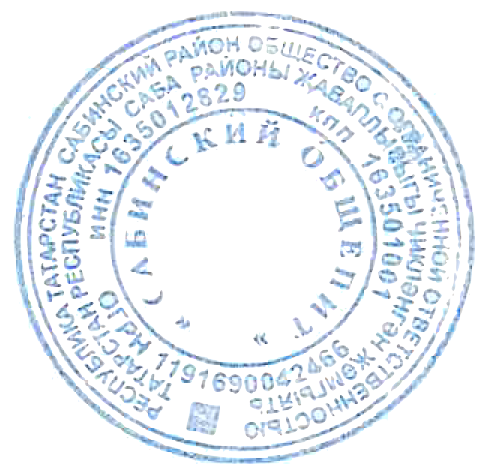 РЕСПУБЛИКА ТАТАРСТАН САБИНСКИЙ РАЙОН ОБЩЕСТВО С ОГРАНИЧЕННОЙ ОТВЕТСТВЕННОСТЬЮ
ТАТАРСТАН РЕСПУБЛИКАСЫ САБА РАЙОНЫ ҖАВАПЛЫЛЫГЫ ЧИКЛӘНГӘН ҖӘМГЫЯТЬ
ИНН 1635012829 КПП 163501001
ОГРН 1191690042466
« САБИНСКИЙ ОБЩЕПИТ »